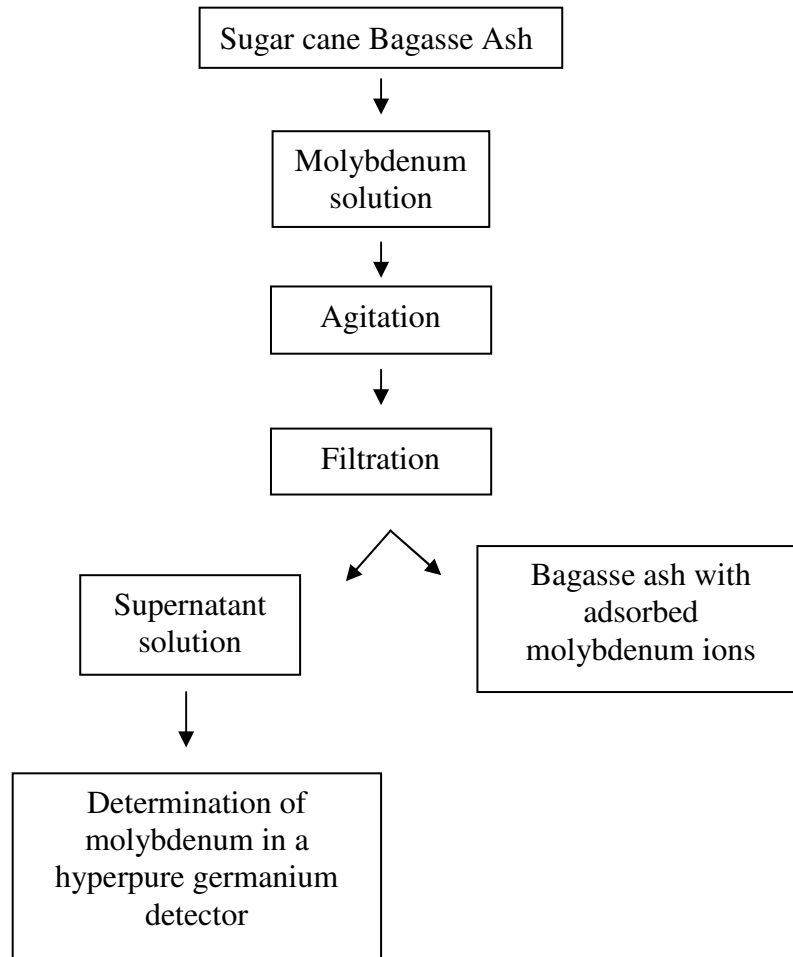 Sugar cane Bagasse Ash
Molybdenum
solution
Agitation
Filtration
Supernatant
solution
Bagasse ash with
adsorbed
molybdenum ions
Determination of
molybdenum in a
hyperpure germanium
detector